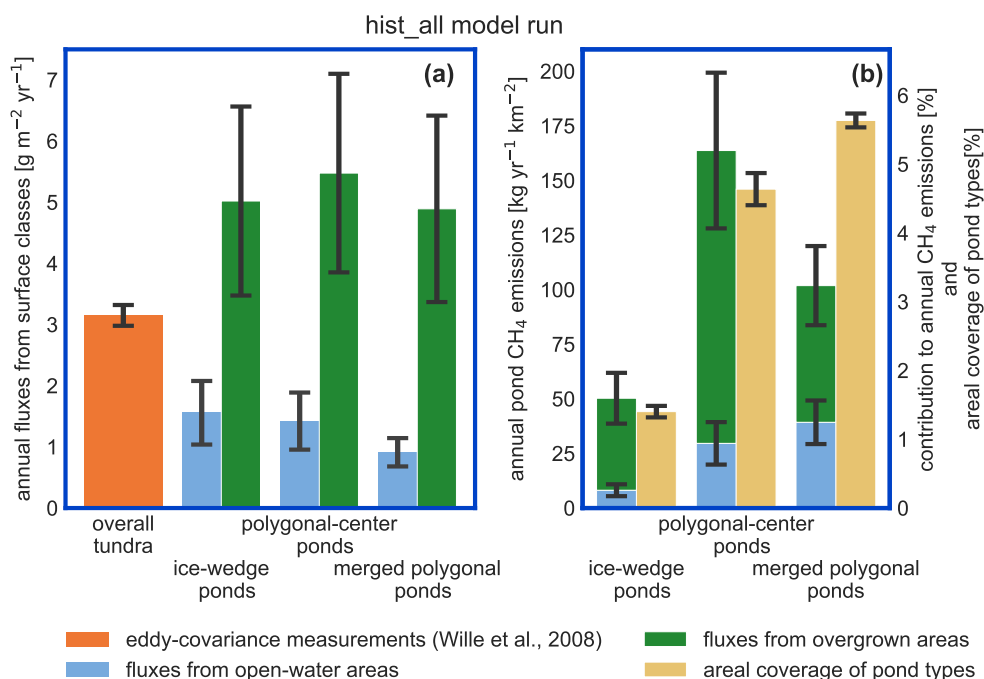 hist_all model run
annual fluxes from surface classes [g m⁻² yr⁻¹]
7
6
5
4
3
2
1
0
(a)
overall
tundra
polygonal-center
ponds
ice-wedge
ponds
merged polygonal
ponds
annual pond CH₄ emissions [kg yr⁻¹ km⁻²]
200
175
150
125
100
75
50
25
0
(b)
6
5
4
3
2
1
0
contribution to annual CH₄ emissions [%]
and
areal coverage of pond types[%]
polygonal-center
ponds
ice-wedge
ponds
merged polygonal
ponds
eddy-covariance measurements (Wille et al., 2008)
fluxes from open-water areas
fluxes from overgrown areas
areal coverage of pond types